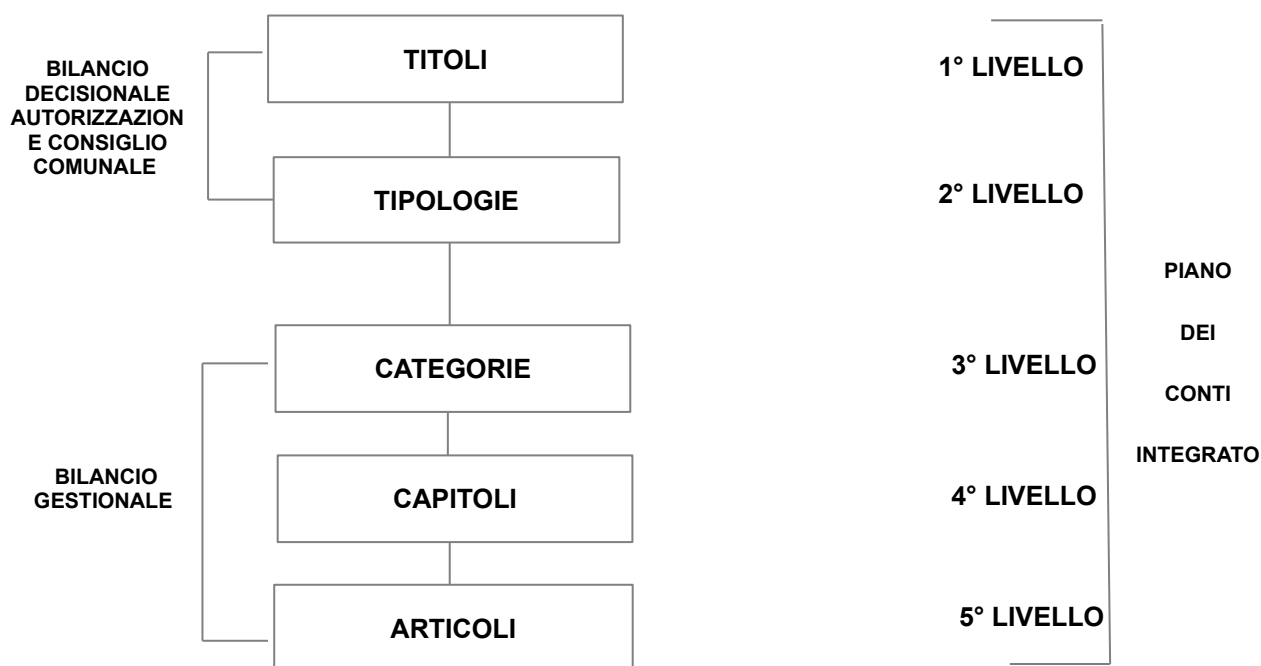 BILANCIO
DECISIONALE
AUTORIZZAZION
E CONSIGLIO
COMUNALE
TITOLI
1° LIVELLO
TIPOLOGIE
2° LIVELLO
CATEGORIE
3° LIVELLO
BILANCIO
GESTIONALE
CAPITOLI
4° LIVELLO
ARTICOLI
5° LIVELLO
PIANO
DEI
CONTI
INTEGRATO